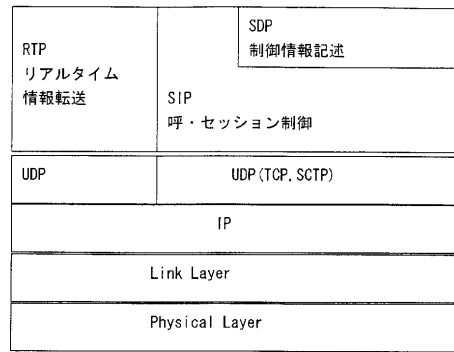 RTP
リアルタイム
情報転送
SDP
制御情報記述
SIP
呼・セッション制御
UDP
UDP(TCP,SCTP)
IP
Link Layer
Physical Layer